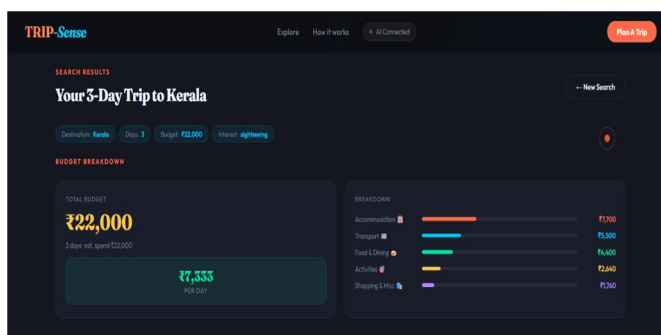 TRIP-Sense
Explore How it works AI Connected Plan A Trip
SEARCH RESULTS
Your 3-Day Trip to Kerala
← New Search
Destination: Kerala Days: 3 Budget: ₹22,000 Interest: sightseeing
BUDGET BREAKDOWN
TOTAL BUDGET
₹22,000
3 days · est. spend ₹22,000
₹7,333
PER DAY
BREAKDOWN
Accommodation 🏨 ₹7,700
Transport ₹5,500
Food & Dining ₹4,400
Activities 🎯 ₹2,640
Shopping & Misc 🛍️ ₹1,760